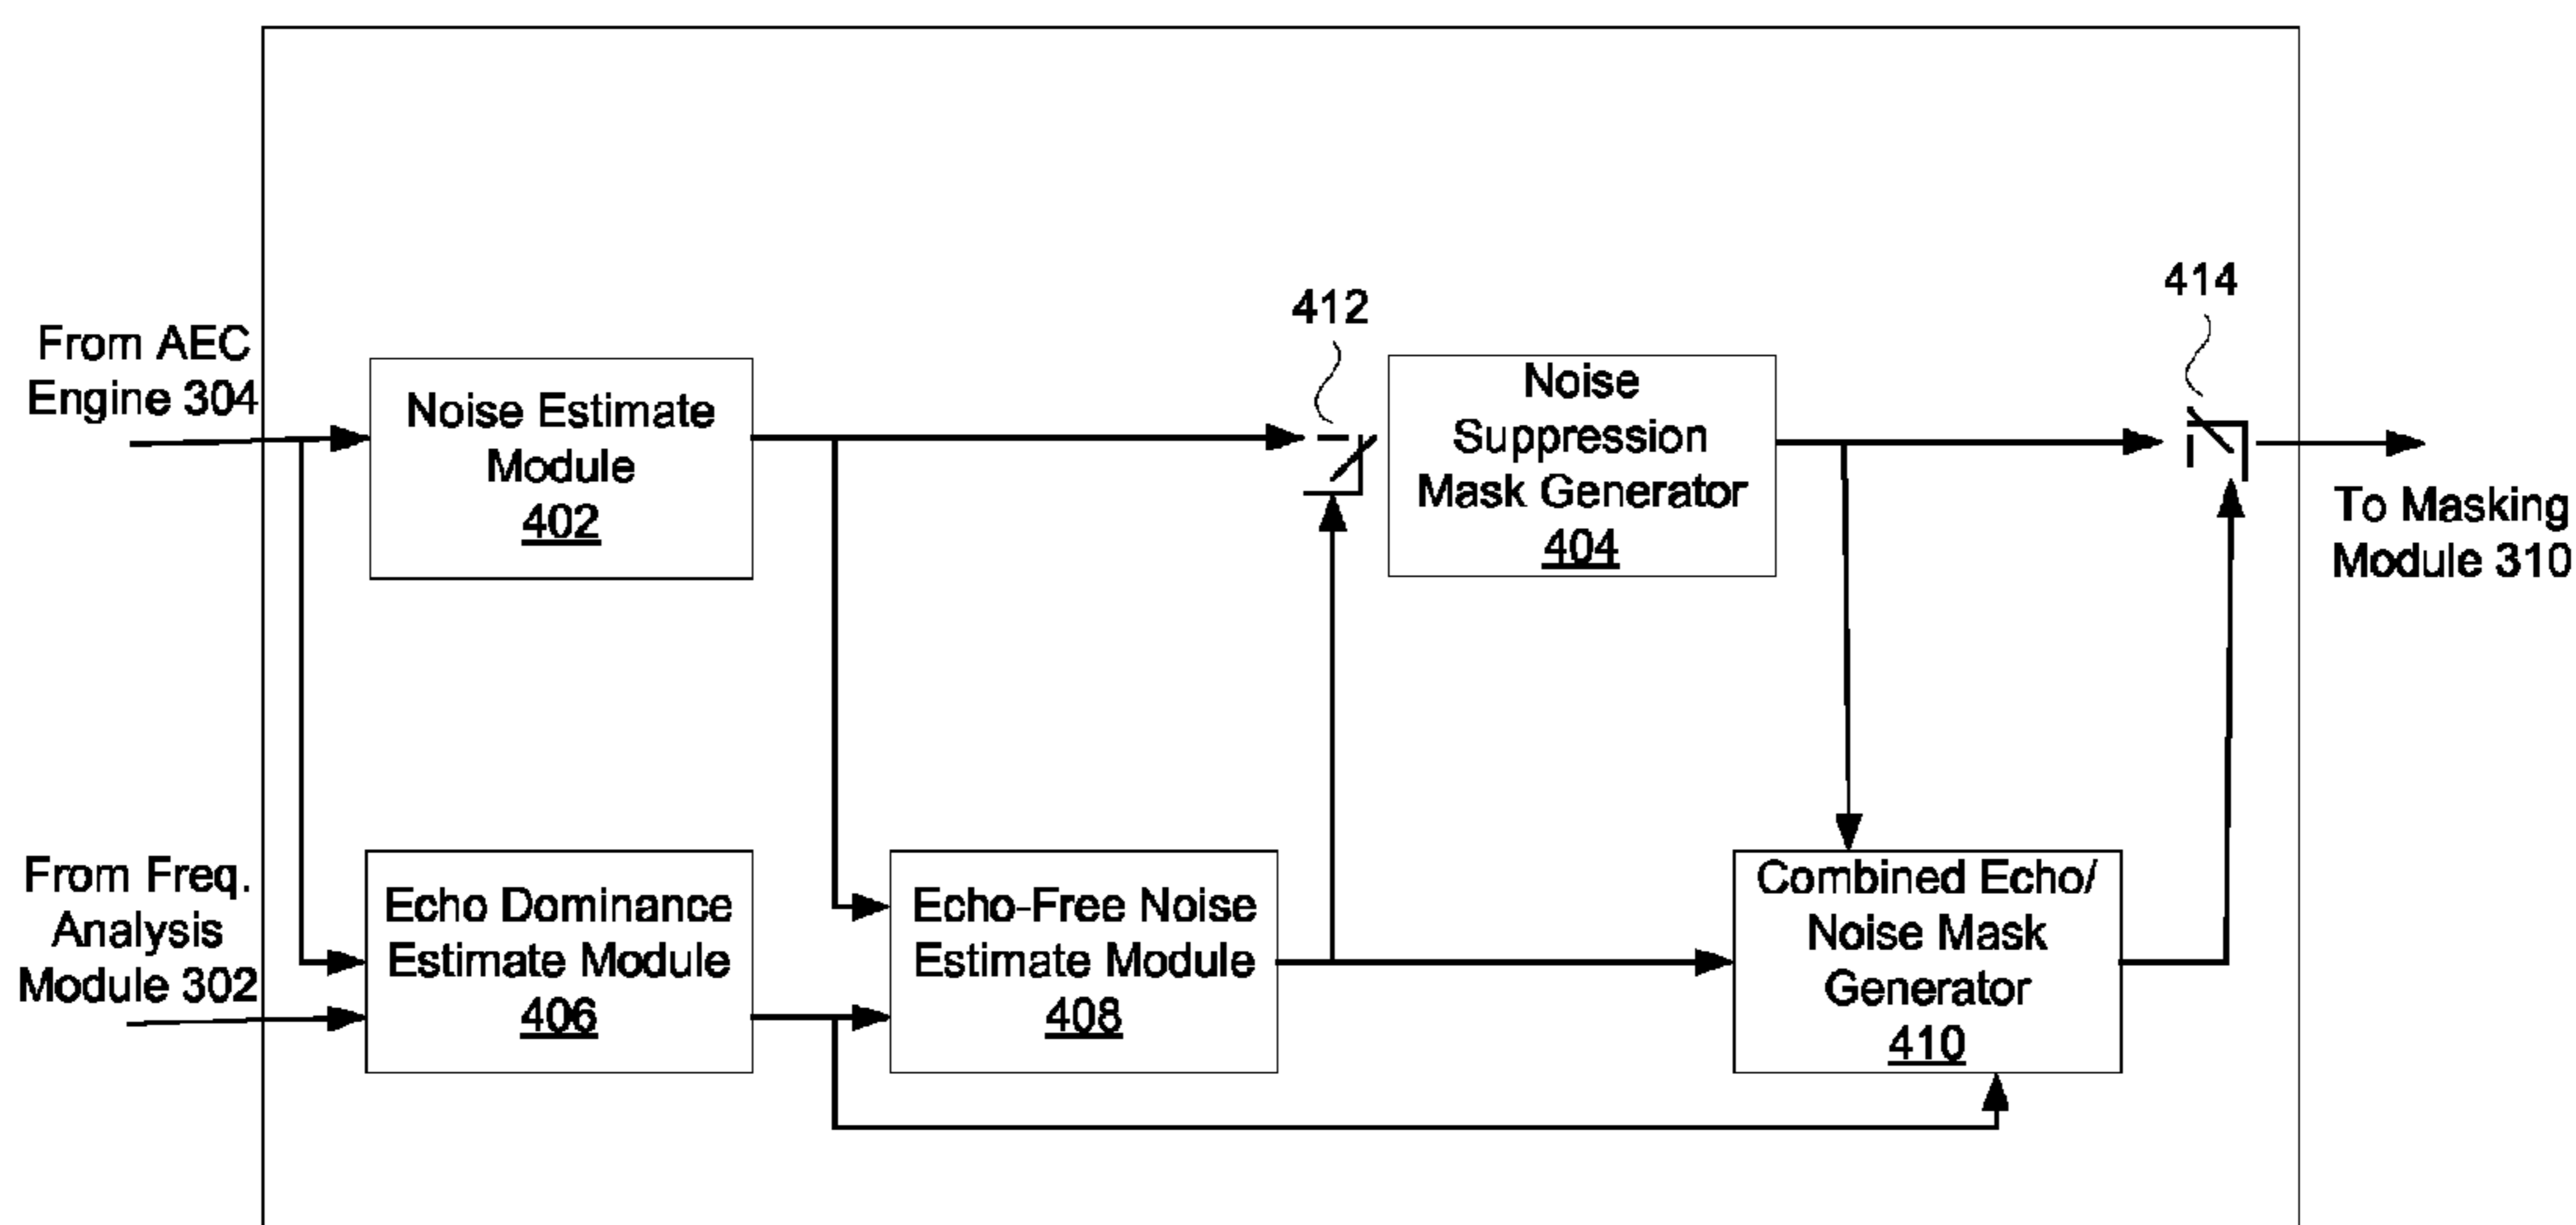 412
414
From AEC
Engine 304
Noise Estimate
Module
402
Noise
Suppression
Mask Generator
404
To Masking
Module 310
From Freq.
Analysis
Module 302
Echo Dominance
Estimate Module
406
Echo-Free Noise
Estimate Module
408
Combined Echo/
Noise Mask
Generator
410